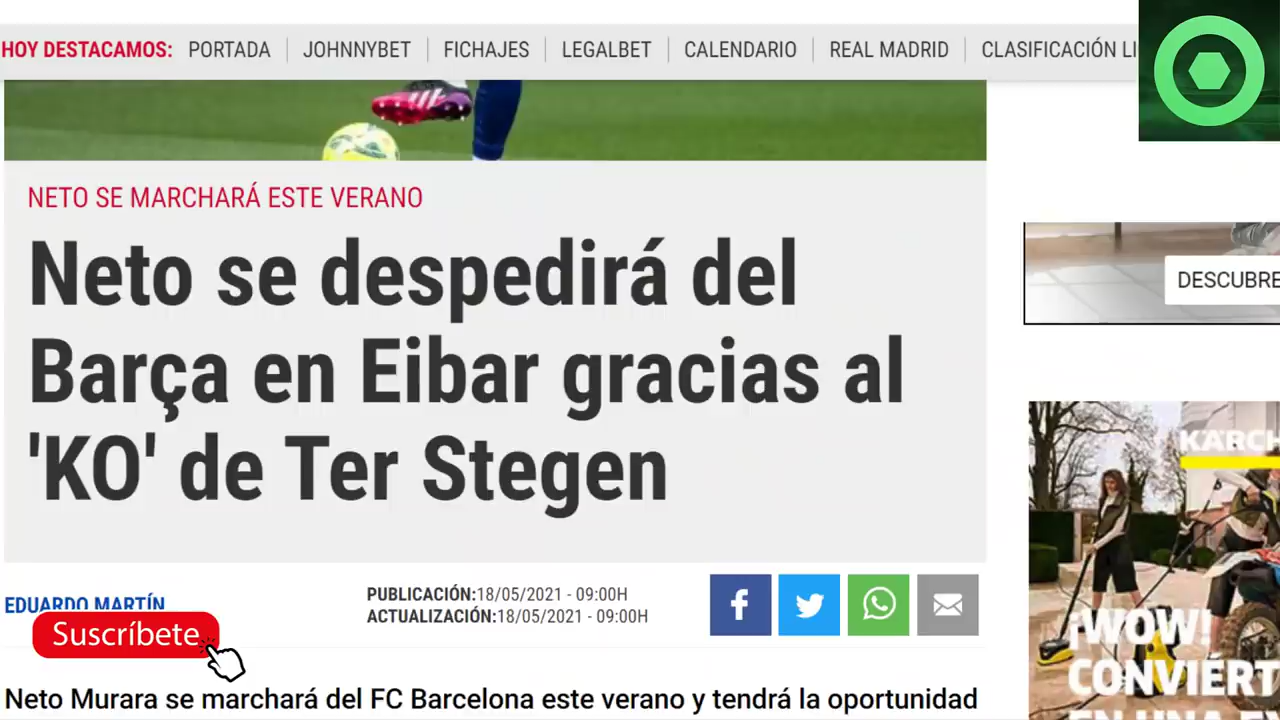 HOY DESTACAMOS: PORTADA JOHNNYBET FICHAJES LEGALBET CALENDARIO REAL MADRID CLASIFICACIÓN LI
NETO SE MARCHARÁ ESTE VERANO
Neto se despedirá del
Barça en Eibar gracias al
'KO' de Ter Stegen
DESCUBRE
EDUARDO MARTÍN
PUBLICACIÓN:18/05/2021 - 09:00H
ACTUALIZACIÓN:18/05/2021 - 09:00H
Suscríbete
Neto Murara se marchará del FC Barcelona este verano y tendrá la oportunidad
KÄRCH
¡WOW!
CONVIÉRT